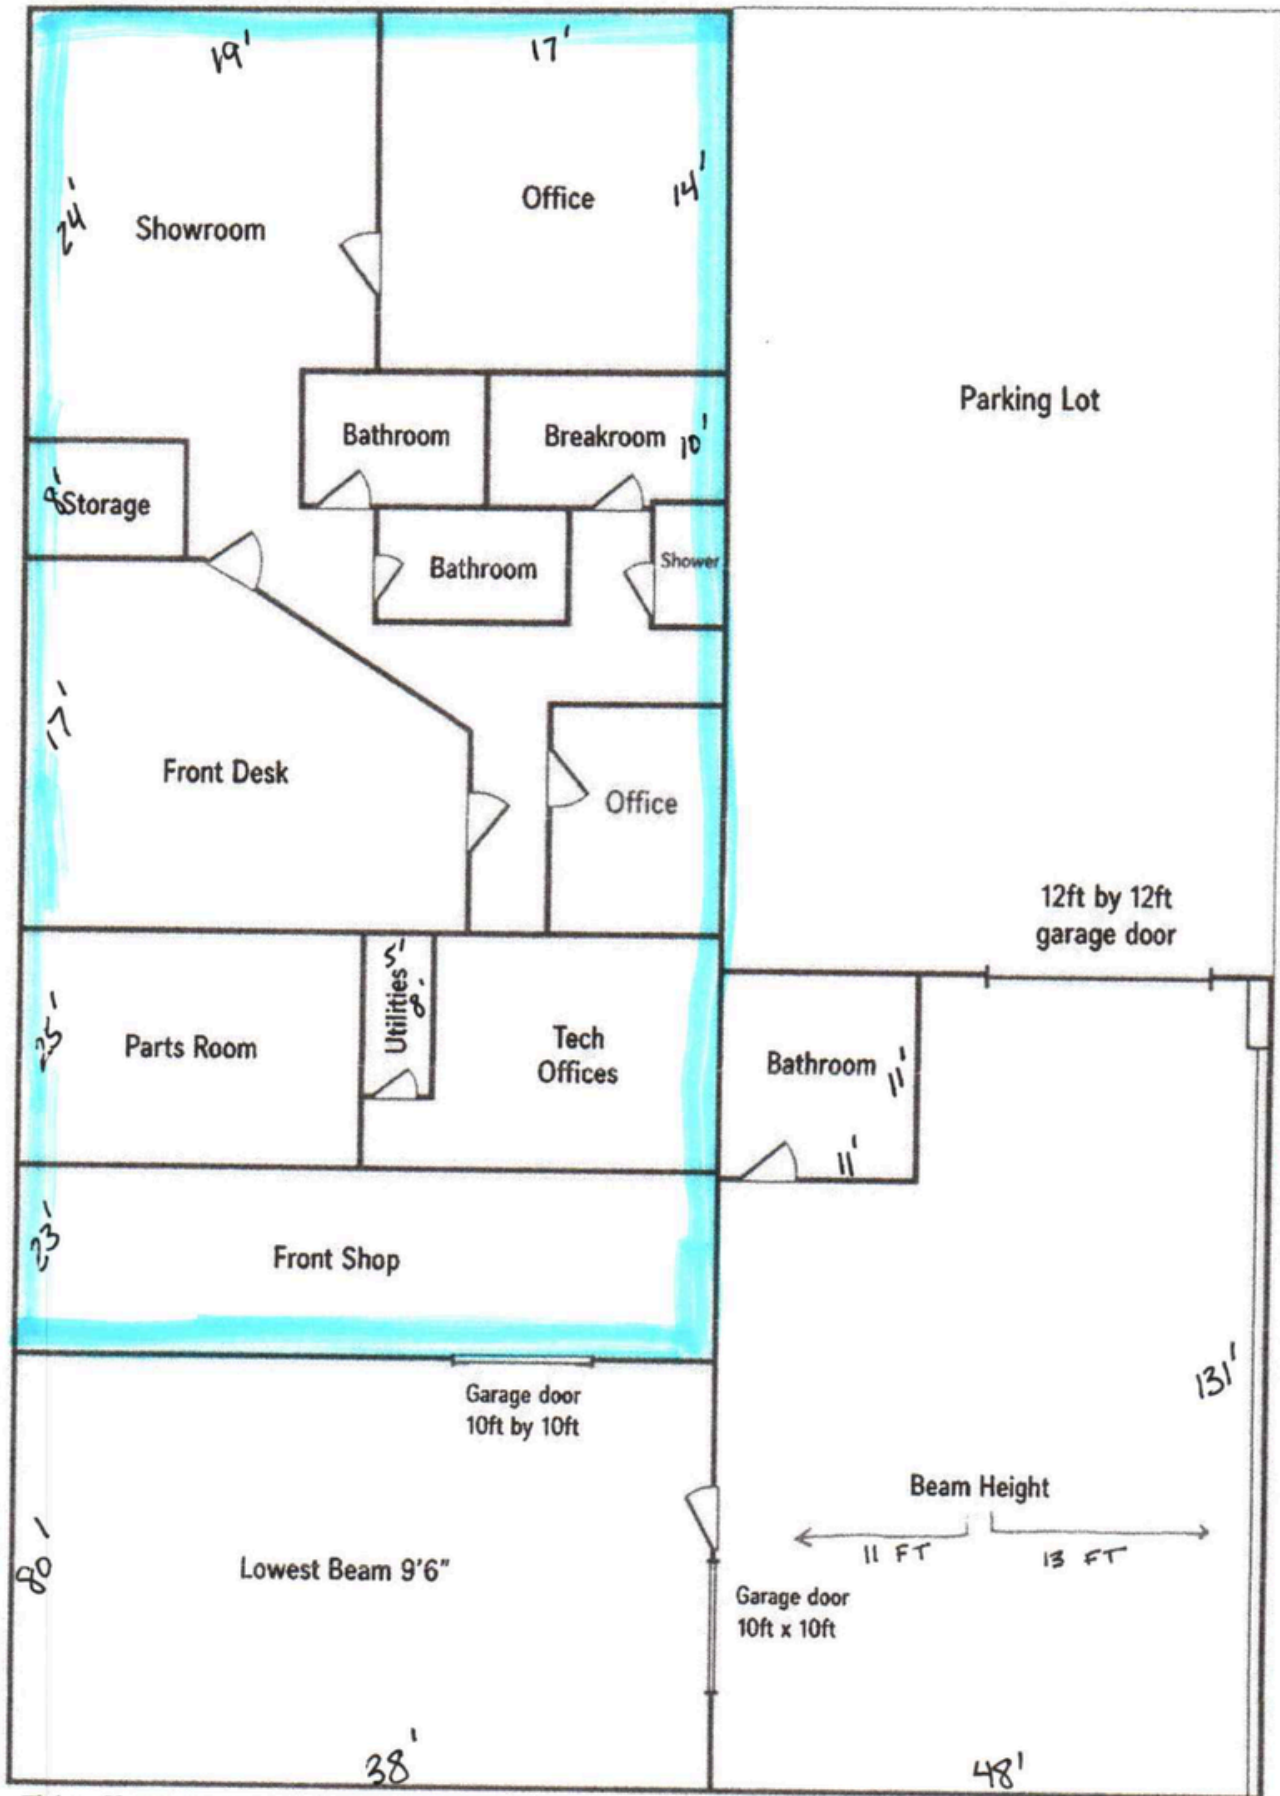 19'
17'
24'
Showroom
Office
14'
Parking Lot
Bathroom
Breakroom 10'
8'
Storage
Bathroom
Shower
17'
Front Desk
Office
12ft by 12ft
garage door
25'
Parts Room
Utilities 5'
8'
Tech
Offices
Bathroom
11'
11'
23'
Front Shop
Garage door
10ft by 10ft
131'
Beam Height
11 FT
13 FT
80'
Lowest Beam 9'6"
Garage door
10ft x 10ft
38'
48'